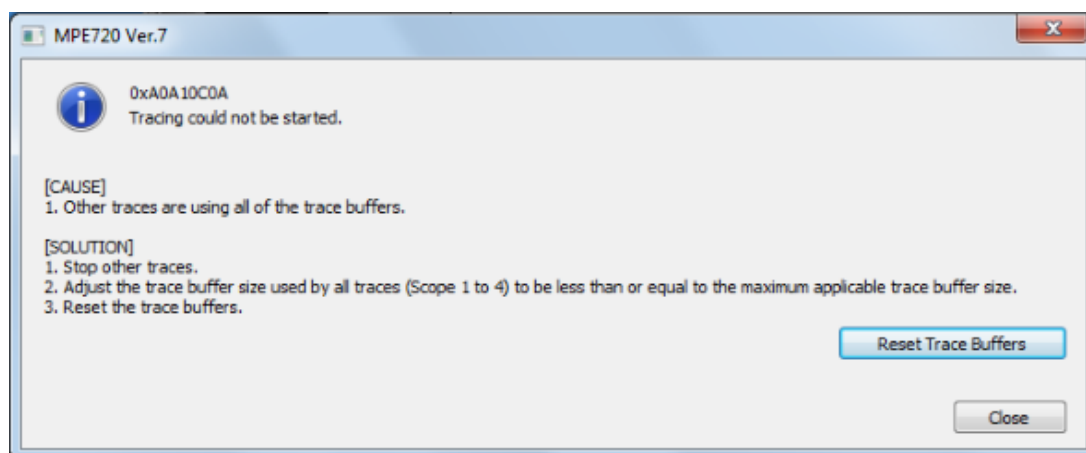 MPE720 Ver.7
0xA0A10C0A
Tracing could not be started.
[CAUSE]
1. Other traces are using all of the trace buffers.
[SOLUTION]
1. Stop other traces.
2. Adjust the trace buffer size used by all traces (Scope 1 to 4) to be less than or equal to the maximum applicable trace buffer size.
3. Reset the trace buffers.
Reset Trace Buffers
Close